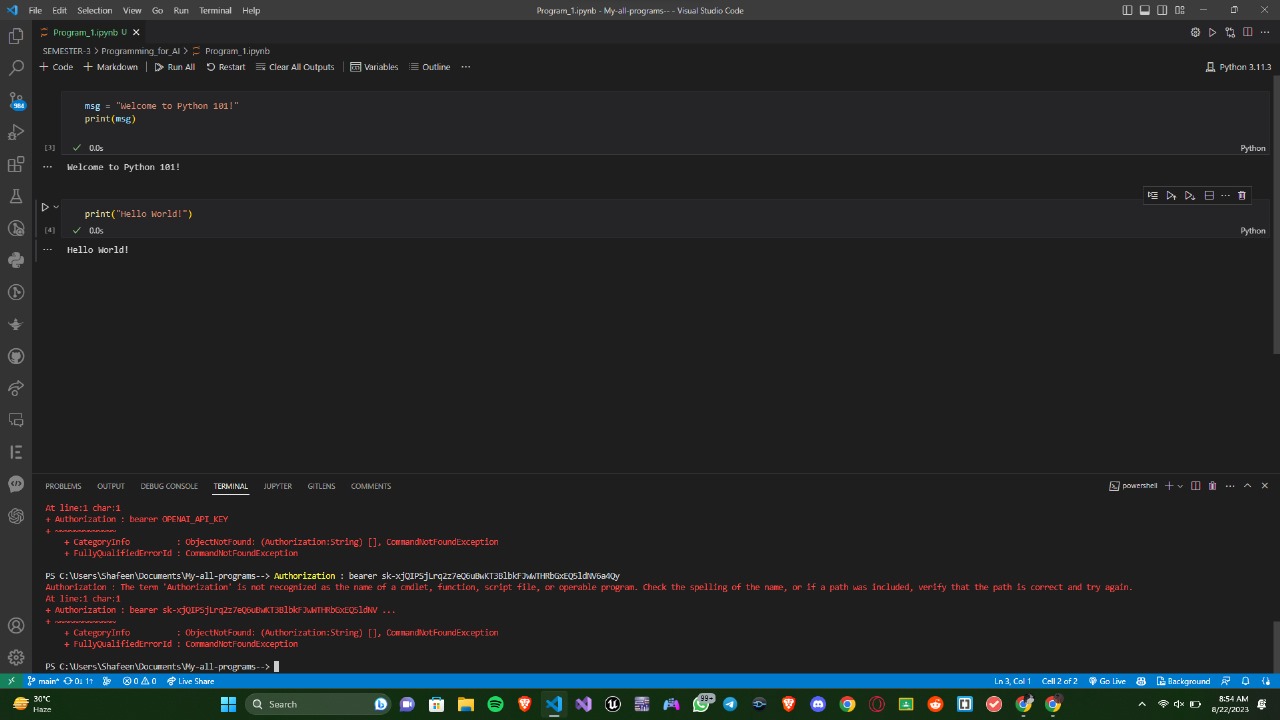 File Edit Selection View Go Run Terminal Help
Program_1.ipynb - My-all-programs-- - Visual Studio Code
Program_1.ipynb U
SEMESTER-3 > Programming_for_AI > Program_1.ipynb
+ Code + Markdown Run All Restart Clear All Outputs Variables Outline ...
Python 3.11.3
msg = "Welcome to Python 101!"
print(msg)
[3] 0.0s
Python
Welcome to Python 101!
print("Hello World!")
[4] 0.0s
Python
Hello World!
984
PROBLEMS OUTPUT DEBUG CONSOLE TERMINAL JUPYTER GITLENS COMMENTS
powershell
At line:1 char:1
+ Authorization : bearer OPENAI_API_KEY
+ ~~~~~~~~~~~~~
+ CategoryInfo : ObjectNotFound: (Authorization:String) [], CommandNotFoundException
+ FullyQualifiedErrorId : CommandNotFoundException
PS C:\Users\Shafeen\Documents\My-all-programs--> Authorization : bearer
Authorization : The term 'Authorization' is not recognized as the name of a cmdlet, function, script file, or operable program. Check the spelling of the name, or if a path was included, verify that the path is correct and try again.
At line:1 char:1
+ Authorization : bearer ...
+ ~~~~~~~~~~~~~
+ CategoryInfo : ObjectNotFound: (Authorization:String) [], CommandNotFoundException
+ FullyQualifiedErrorId : CommandNotFoundException
PS C:\Users\Shafeen\Documents\My-all-programs-->
main* 0↓ 1↑ 0 0 Live Share
Ln 3, Col 1 Cell 2 of 2 Go Live Background
30°C
Haze
Search
99+
8:54 AM
8/22/2023